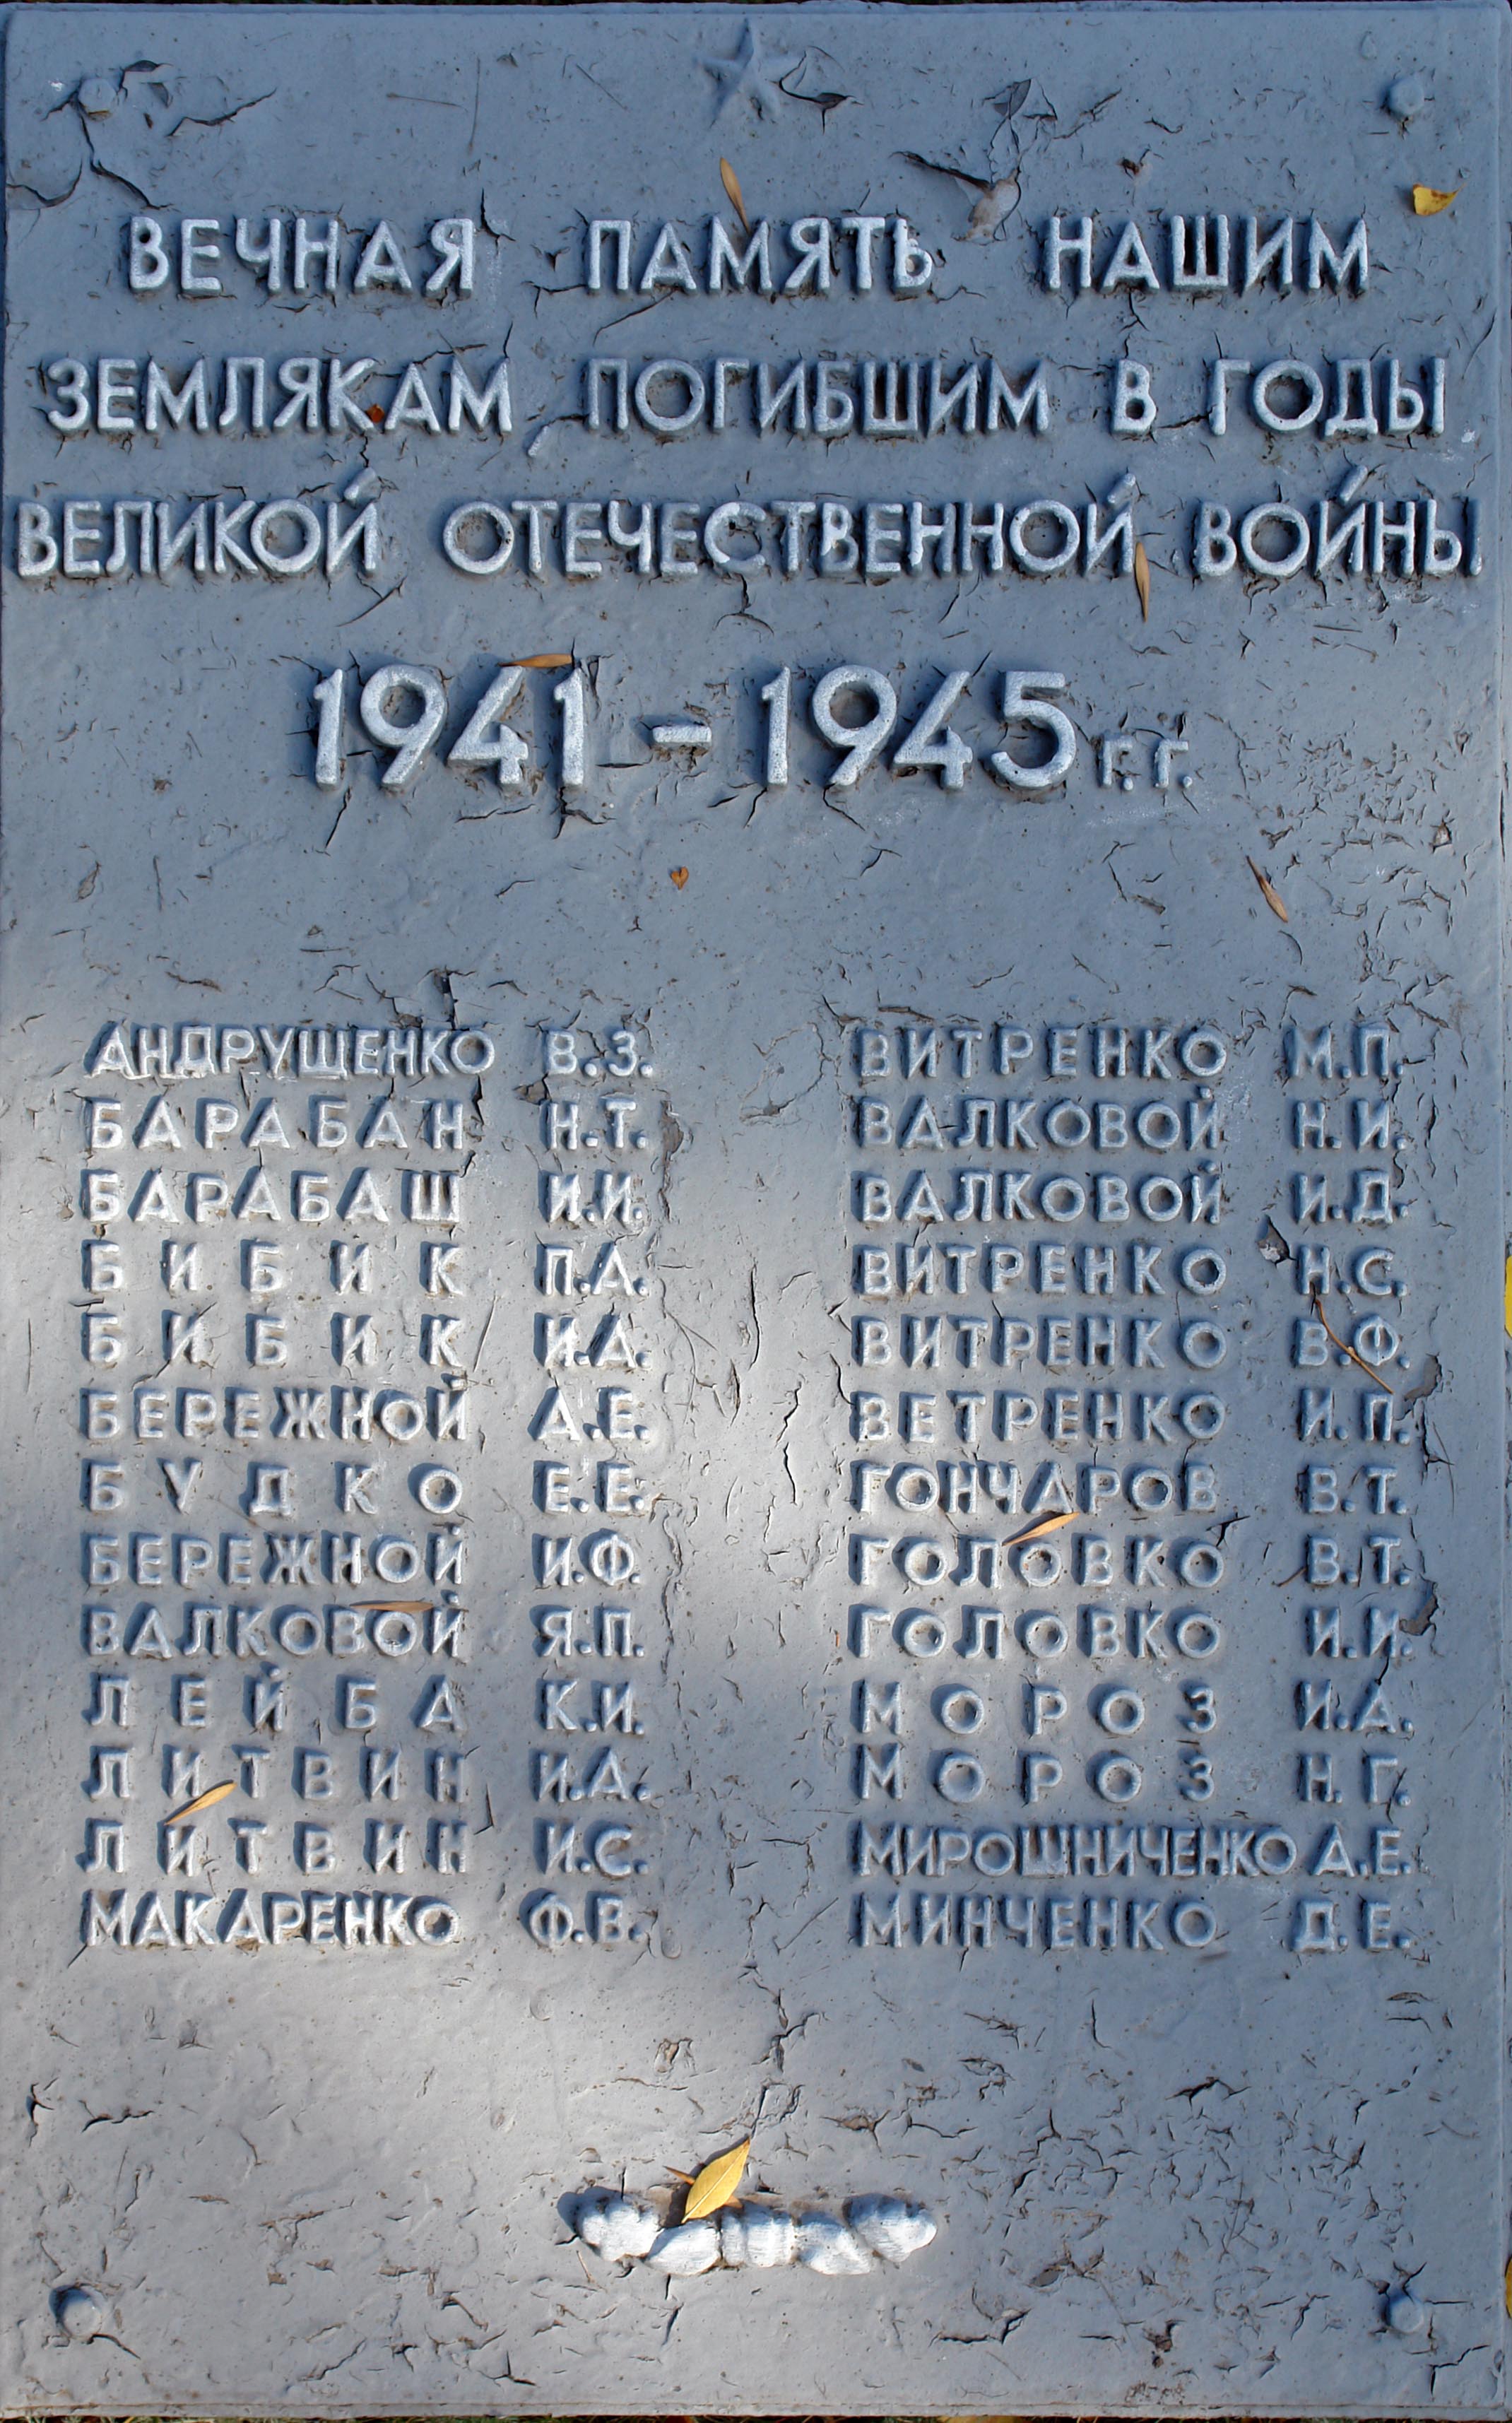 ВЕЧНАЯ ПАМЯТЬ НАШИМ
ЗЕМЛЯКАМ ПОГИБШИМ В ГОДЫ
ВЕЛИКОЙ ОТЕЧЕСТВЕННОЙ ВОЙНЫ
1941 – 1945 г.г.
АНДРУЩЕНКО В.З.
БАРАБАН Н.Т.
БАРАБАШ И.И.
БИБИК П.А.
БИБИК И.А.
БЕРЕЖНОЙ А.Е.
БУДКО Е.Е.
БЕРЕЖНОЙ И.Ф.
ВАЛКОВОЙ Я.П.
ЛЕЙБА К.И.
ЛИТВИН И.А.
ЛИТВИН И.С.
МАКАРЕНКО Ф.В.
ВИТРЕНКО М.П.
ВАЛКОВОЙ Н.И.
ВАЛКОВОЙ И.Д.
ВИТРЕНКО Н.С.
ВИТРЕНКО В.Ф.
ВЕТРЕНКО И.П.
ГОНЧАРОВ В.Т.
ГОЛОВКО В.Т.
ГОЛОВКО И.И.
МОРОЗ И.А.
МОРОЗ Н.Г.
МИРОШНИЧЕНКО А.Е.
МИНЧЕНКО Д.Е.